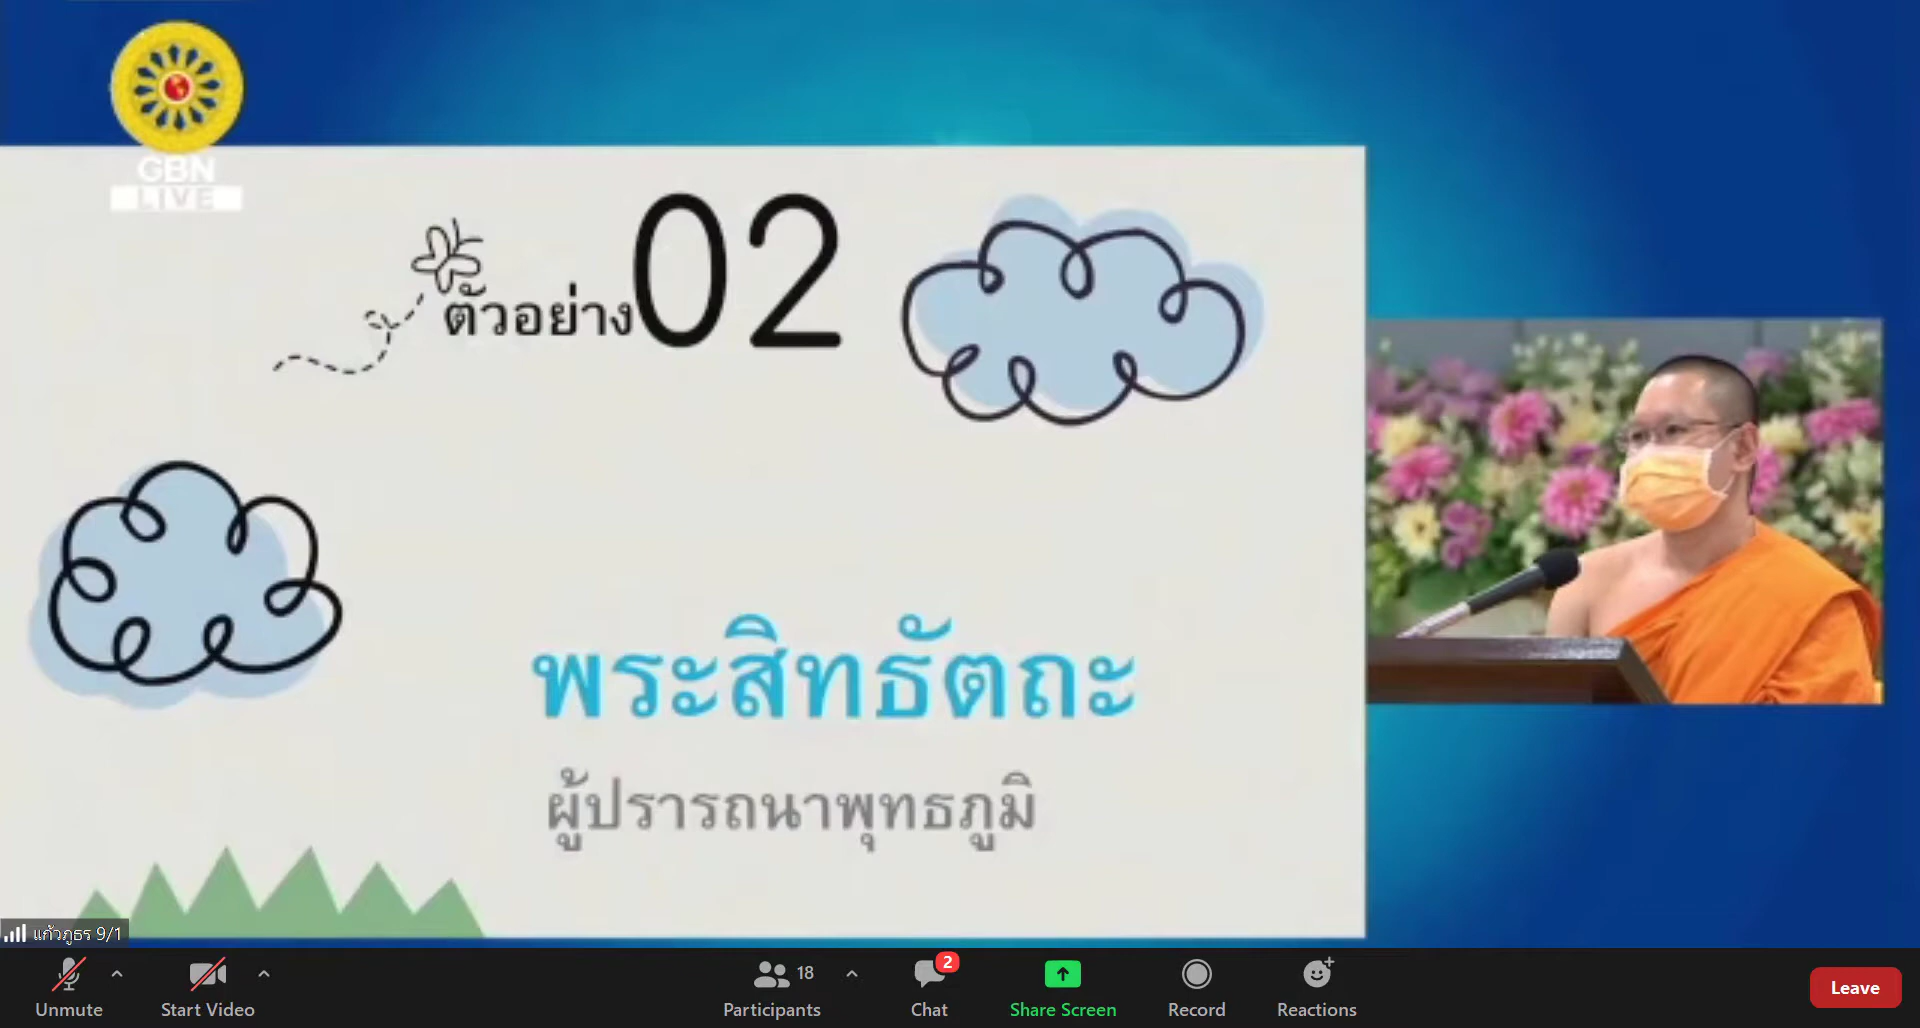 GBN
LIVE
ตัวอย่าง 02
พระสิทธัตถะ
ผู้ปรารถนาพุทธภูมิ
แก้วภูธร 9/1
Unmute
Start Video
18
Participants
2
Chat
Share Screen
Record
Reactions
Leave